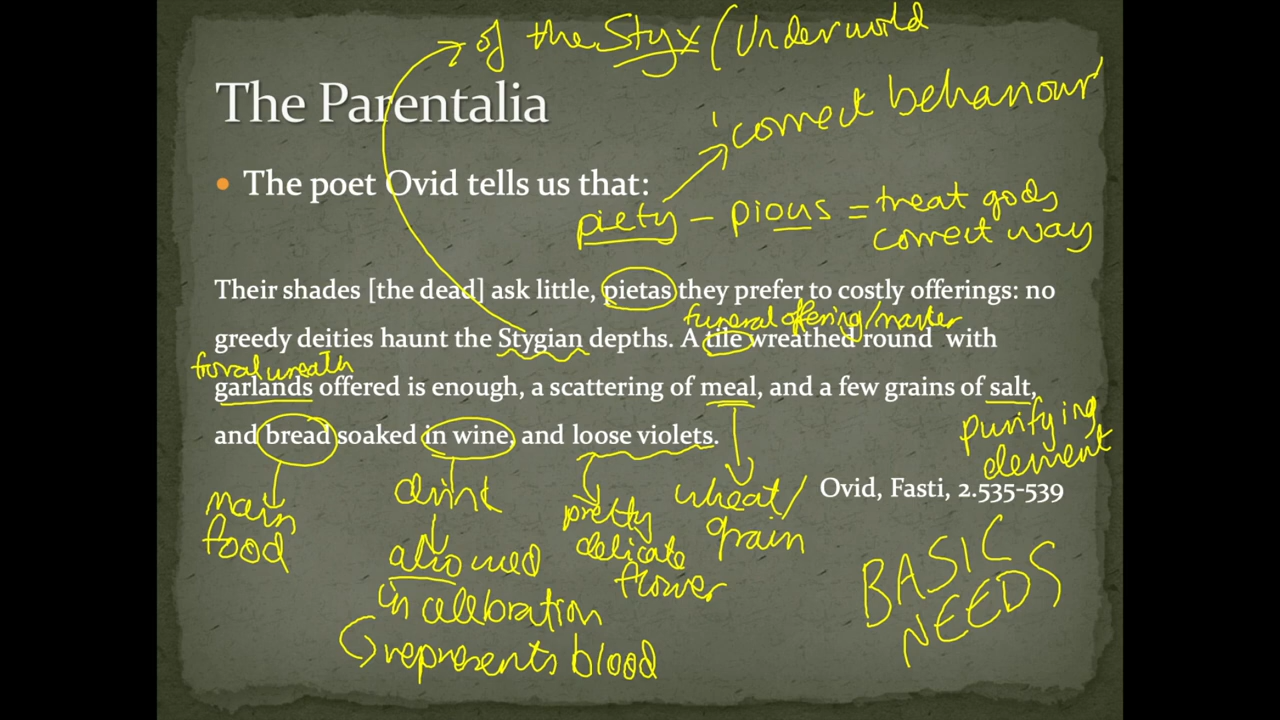 of the Styx/Underworld
The Parentalia
'correct behaviour'
• The poet Ovid tells us that:
piety – pious = treat gods
correct way
Their shades [the dead] ask little, pietas they prefer to costly offerings: no
funeral offering/marker
greedy deities haunt the Stygian depths. A tile wreathed round with
floral wreath
garlands offered is enough, a scattering of meal, and a few grains of salt,
purifying
element
and bread soaked in wine, and loose violets.
Ovid, Fasti, 2.535-539
main
food
drink
also used
in celebration
represents blood
pretty
delicate
flower
wheat/
grain
BASIC
NEEDS